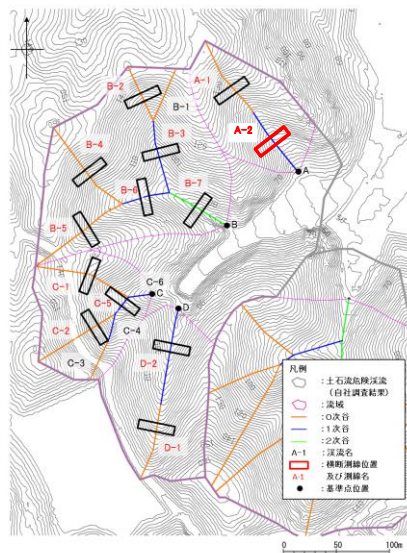 A-1
B-2
B-1
A-2
B-3
B-4
A
B-6
B-7
B
B-5
C-6
C-1
C-5
C
D
C-2
C-4
C-3
D-2
D-1
凡例
：土石流危険渓流
（自社調査結果）
：流域
：0次谷
：1次谷
：2次谷
A-1 ：渓流名
：横断測線位置
A-1 及び測線名
：基準点位置
0 50 100m